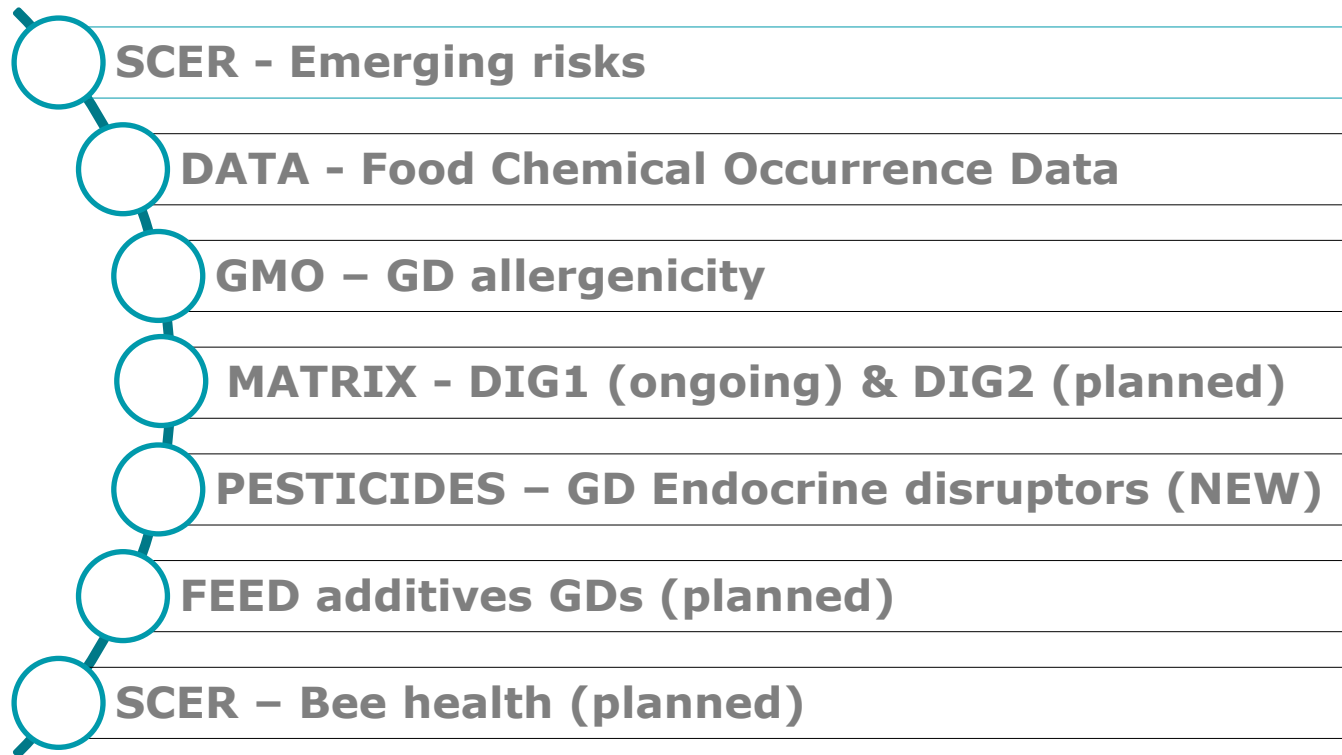 SCER - Emerging risks
DATA - Food Chemical Occurrence Data
GMO – GD allergenicity
MATRIX - DIG1 (ongoing) & DIG2 (planned)
PESTICIDES – GD Endocrine disruptors (NEW)
FEED additives GDs (planned)
SCER – Bee health (planned)